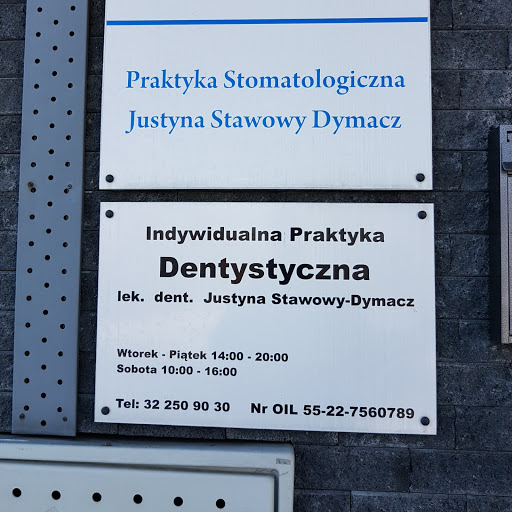 Praktyka Stomatologiczna
Justyna Stawowy Dymacz
Indywidualna Praktyka
Dentystyczna
lek. dent. Justyna Stawowy-Dymacz
Wtorek - Piątek 14:00 - 20:00
Sobota 10:00 - 16:00
Tel: 32 250 90 30 Nr OIL 55-22-7560789